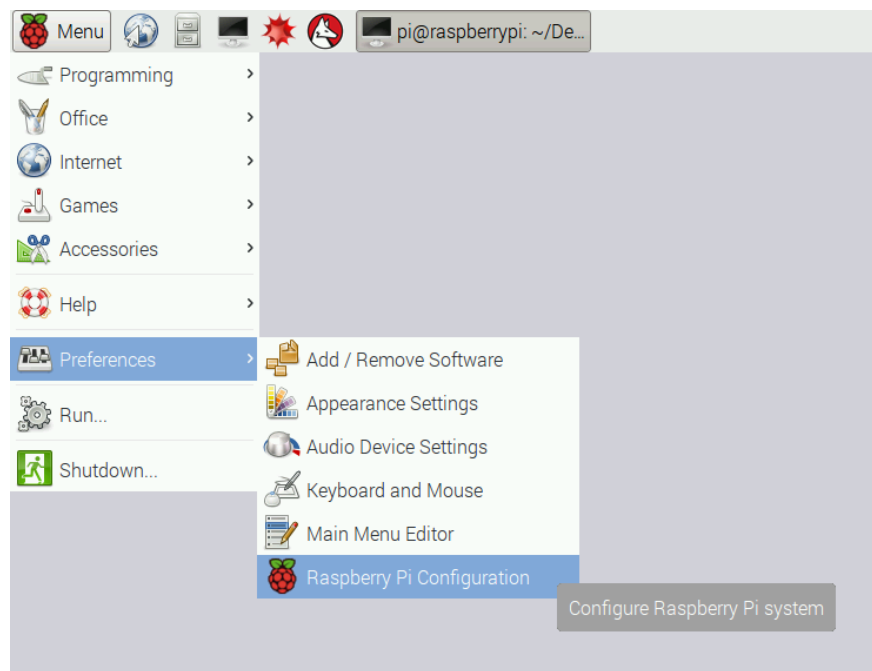 Menu
pi@raspberrypi: ~/De...
Programming
Office
Internet
Games
Accessories
Help
Preferences
Run...
Shutdown...
Add / Remove Software
Appearance Settings
Audio Device Settings
Keyboard and Mouse
Main Menu Editor
Raspberry Pi Configuration
Configure Raspberry Pi system